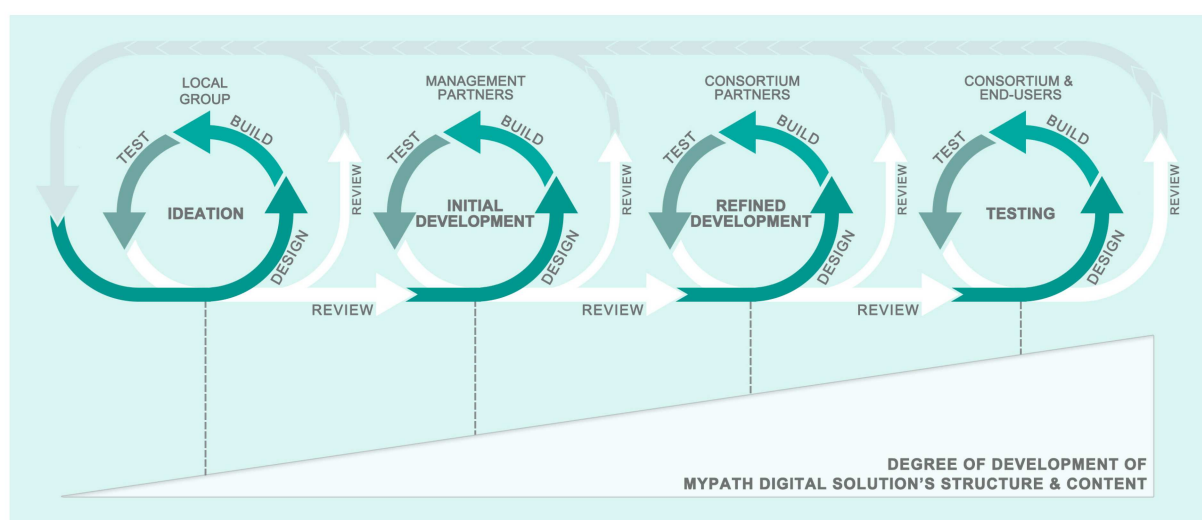 LOCAL
GROUP
TEST
BUILD
IDEATION
DESIGN
REVIEW
REVIEW
MANAGEMENT
PARTNERS
TEST
BUILD
INITIAL
DEVELOPMENT
DESIGN
REVIEW
REVIEW
CONSORTIUM
PARTNERS
TEST
BUILD
REFINED
DEVELOPMENT
DESIGN
REVIEW
REVIEW
CONSORTIUM &
END-USERS
TEST
BUILD
TESTING
DESIGN
REVIEW
DEGREE OF DEVELOPMENT OF
MYPATH DIGITAL SOLUTION'S STRUCTURE & CONTENT